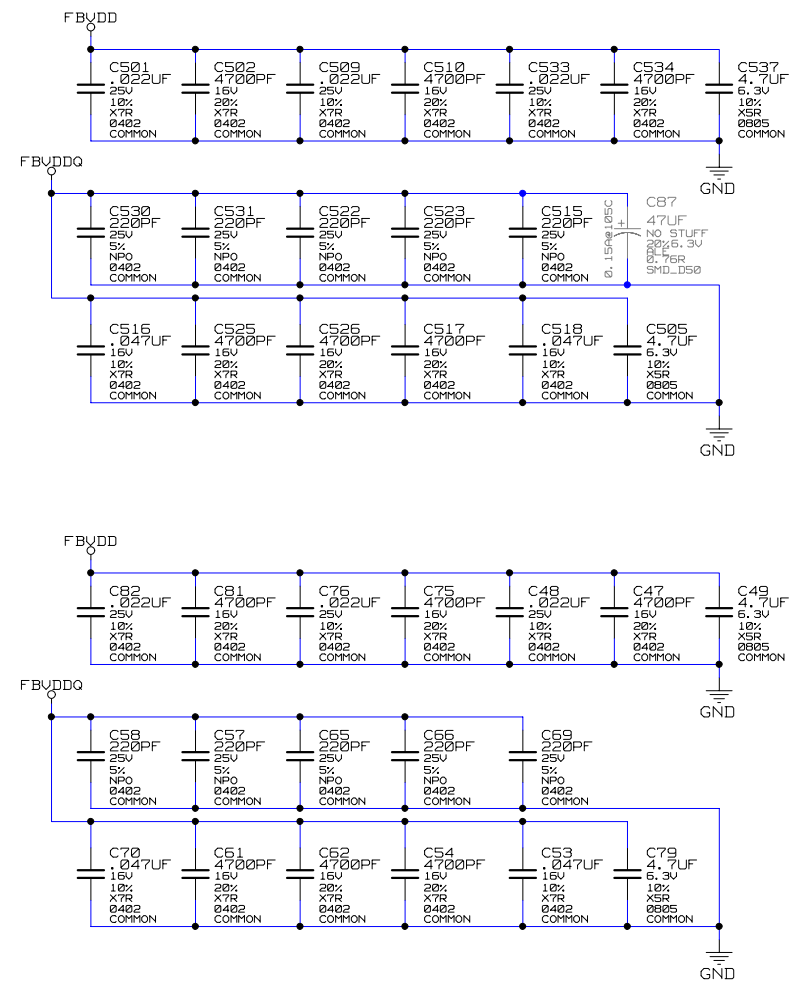 FBVDD
C501 C502 C509 C510 C533 C534 C537
.022UF 4700PF .022UF 4700PF .022UF 4700PF 4.7UF
25V 16V 25V 16V 25V 16V 6.3V
10% 20% 10% 20% 10% 20% 10%
X7R X7R X7R X7R X7R X7R X5R
0402 0402 0402 0402 0402 0402 0805
COMMON COMMON COMMON COMMON COMMON COMMON COMMON
GND
FBVDDQ
C530 C531 C522 C523 C515
220PF 220PF 220PF 220PF 220PF
25V 25V 25V 25V 25V
5% 5% 5% 5% 5%
NPO NPO NPO NPO NPO
0402 0402 0402 0402 0402
COMMON COMMON COMMON COMMON COMMON
0.15A@105C
+
C87
47UF
NO STUFF
20% 6.3V
ALE
0.76R
SMD_D50
C516 C525 C526 C517 C518 C505
.047UF 4700PF 4700PF 4700PF .047UF 4.7UF
16V 16V 16V 16V 16V 6.3V
10% 20% 20% 20% 10% 10%
X7R X7R X7R X7R X7R X5R
0402 0402 0402 0402 0402 0805
COMMON COMMON COMMON COMMON COMMON COMMON
GND
FBVDD
C82 C81 C76 C75 C48 C47 C49
.022UF 4700PF .022UF 4700PF .022UF 4700PF 4.7UF
25V 16V 25V 16V 25V 16V 6.3V
10% 20% 10% 20% 10% 20% 10%
X7R X7R X7R X7R X7R X7R X5R
0402 0402 0402 0402 0402 0402 0805
COMMON COMMON COMMON COMMON COMMON COMMON COMMON
GND
FBVDDQ
C58 C57 C65 C66 C69
220PF 220PF 220PF 220PF 220PF
25V 25V 25V 25V 25V
5% 5% 5% 5% 5%
NPO NPO NPO NPO NPO
0402 0402 0402 0402 0402
COMMON COMMON COMMON COMMON COMMON
C70 C61 C62 C54 C53 C79
.047UF 4700PF 4700PF 4700PF .047UF 4.7UF
16V 16V 16V 16V 16V 6.3V
10% 20% 20% 20% 10% 10%
X7R X7R X7R X7R X7R X5R
0402 0402 0402 0402 0402 0805
COMMON COMMON COMMON COMMON COMMON COMMON
GND